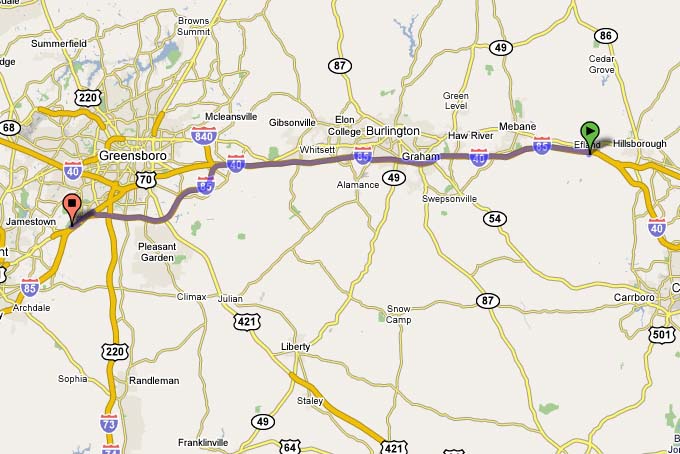 Browns
Summit
Summerfield
86
49
Cedar
Grove
87
220
Green
Level
Mcleansville
Gibsonville
Elon
College
Burlington
Mebane
68
840
Haw River
Efland
Hillsborough
Greensboro
Whitsett
85
Graham
40
85
40
40
70
85
Alamance
49
Swepsonville
Jamestown
54
40
Pleasant
Garden
85
Archdale
Climax
Julian
87
Carrboro
421
Snow
Camp
501
220
Liberty
Sophia
Randleman
Staley
73
49
Franklinville
64
421
74